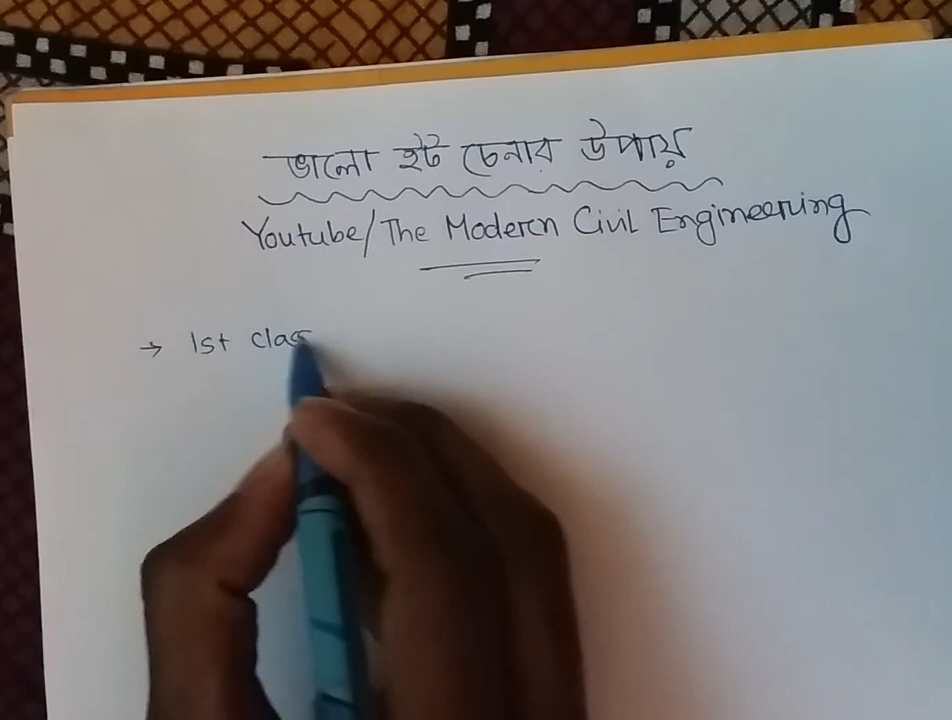 ভালো ইট চেনার উপায়
Youtube/The Modern Civil Engineering
→ 1st clas